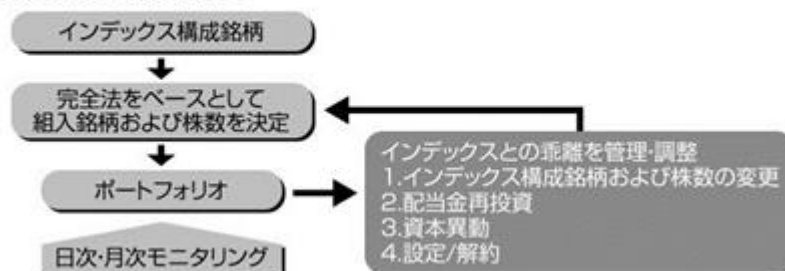 インデックス構成銘柄
完全法をベースとして
組入銘柄および株数を決定
ポートフォリオ
日次・月次モニタリング
インデックスとの乖離を管理・調整
1.インデックス構成銘柄および株数の変更
2.配当金再投資
3.資本異動
4.設定/解約